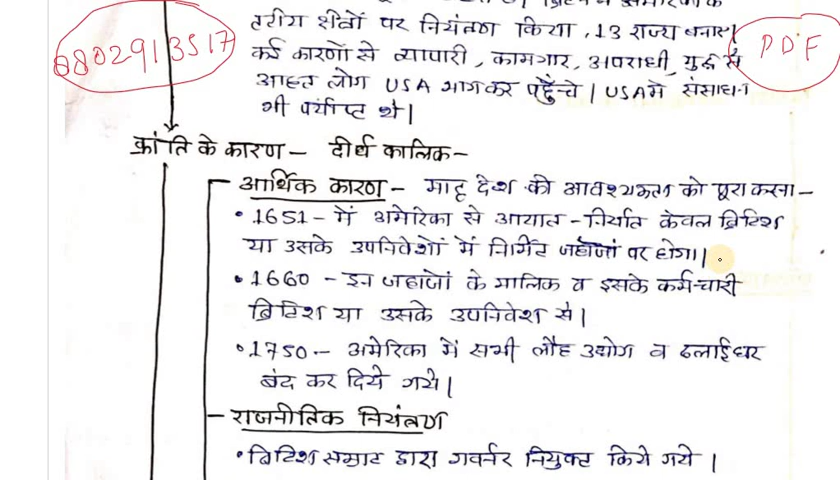 तटीय क्षेत्रों पर नियंत्रण किया, 13 राज्य बनाए।
कई कारणों से व्यापारी, कामगार, अपराधी, युद्ध से
आहत लोग USA भागकर पहुँचे। USA में संसाधन
भी पर्याप्त थे।
8802913517
PDF
क्रांति के कारण – दीर्घ कालिक –
आर्थिक कारण – मातृ देश की आवश्यकता को पूरा करना –
• 1651 – में अमेरिका से आयात - निर्यात केवल ब्रिटिश
या उसके उपनिवेशों में निर्मित जहाजों पर होगा।
• 1660 – इन जहाजों के मालिक व इसके कर्मचारी
ब्रिटिश या उसके उपनिवेश से।
• 1750 – अमेरिका में सभी लौह उद्योग व ढलाईघर
बंद कर दिये गये।
राजनीतिक नियंत्रण
• ब्रिटिश सम्राट द्वारा गवर्नर नियुक्त किये गये।